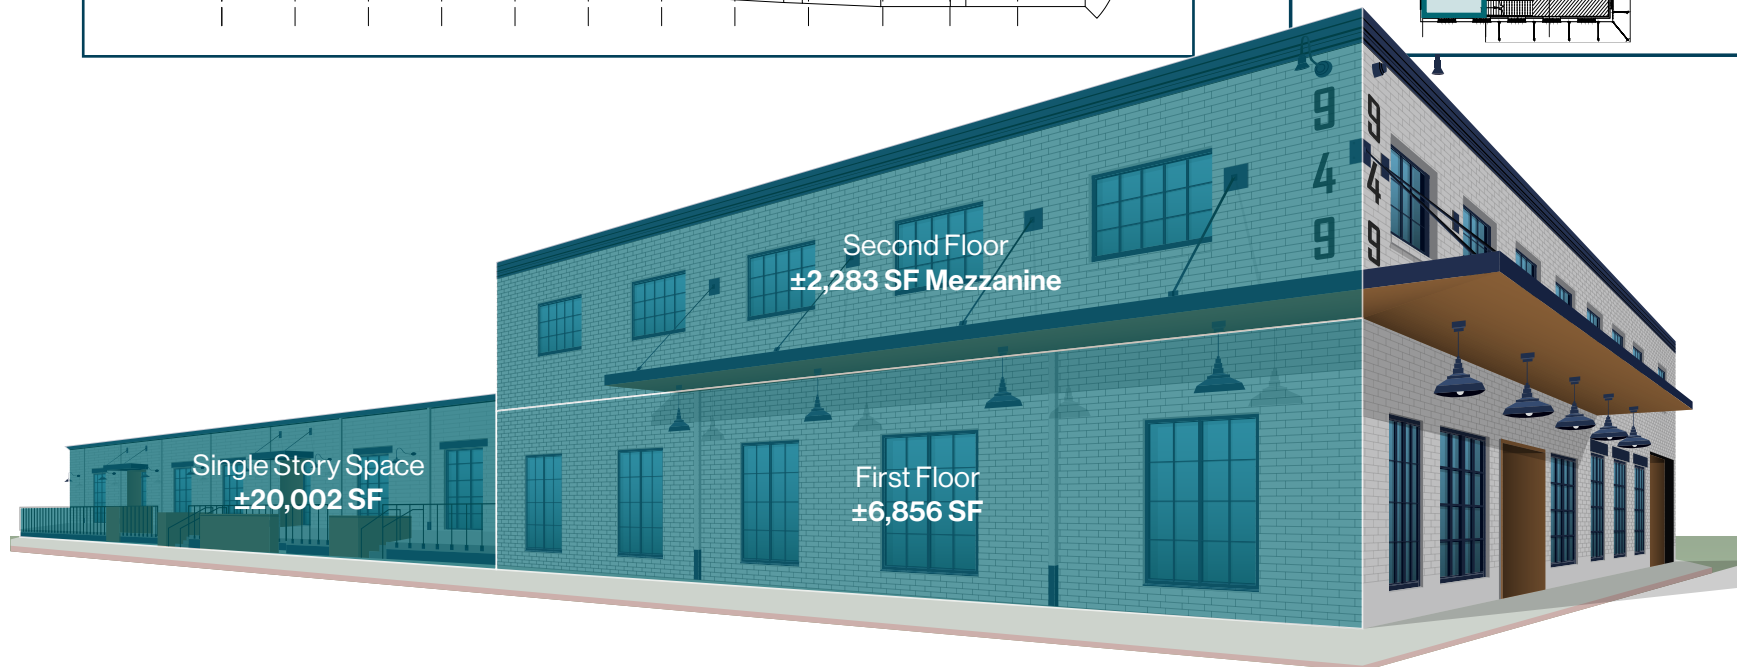 9
4
9
9
4
9
Second Floor
±2,283 SF Mezzanine
Single Story Space
±20,002 SF
First Floor
±6,856 SF